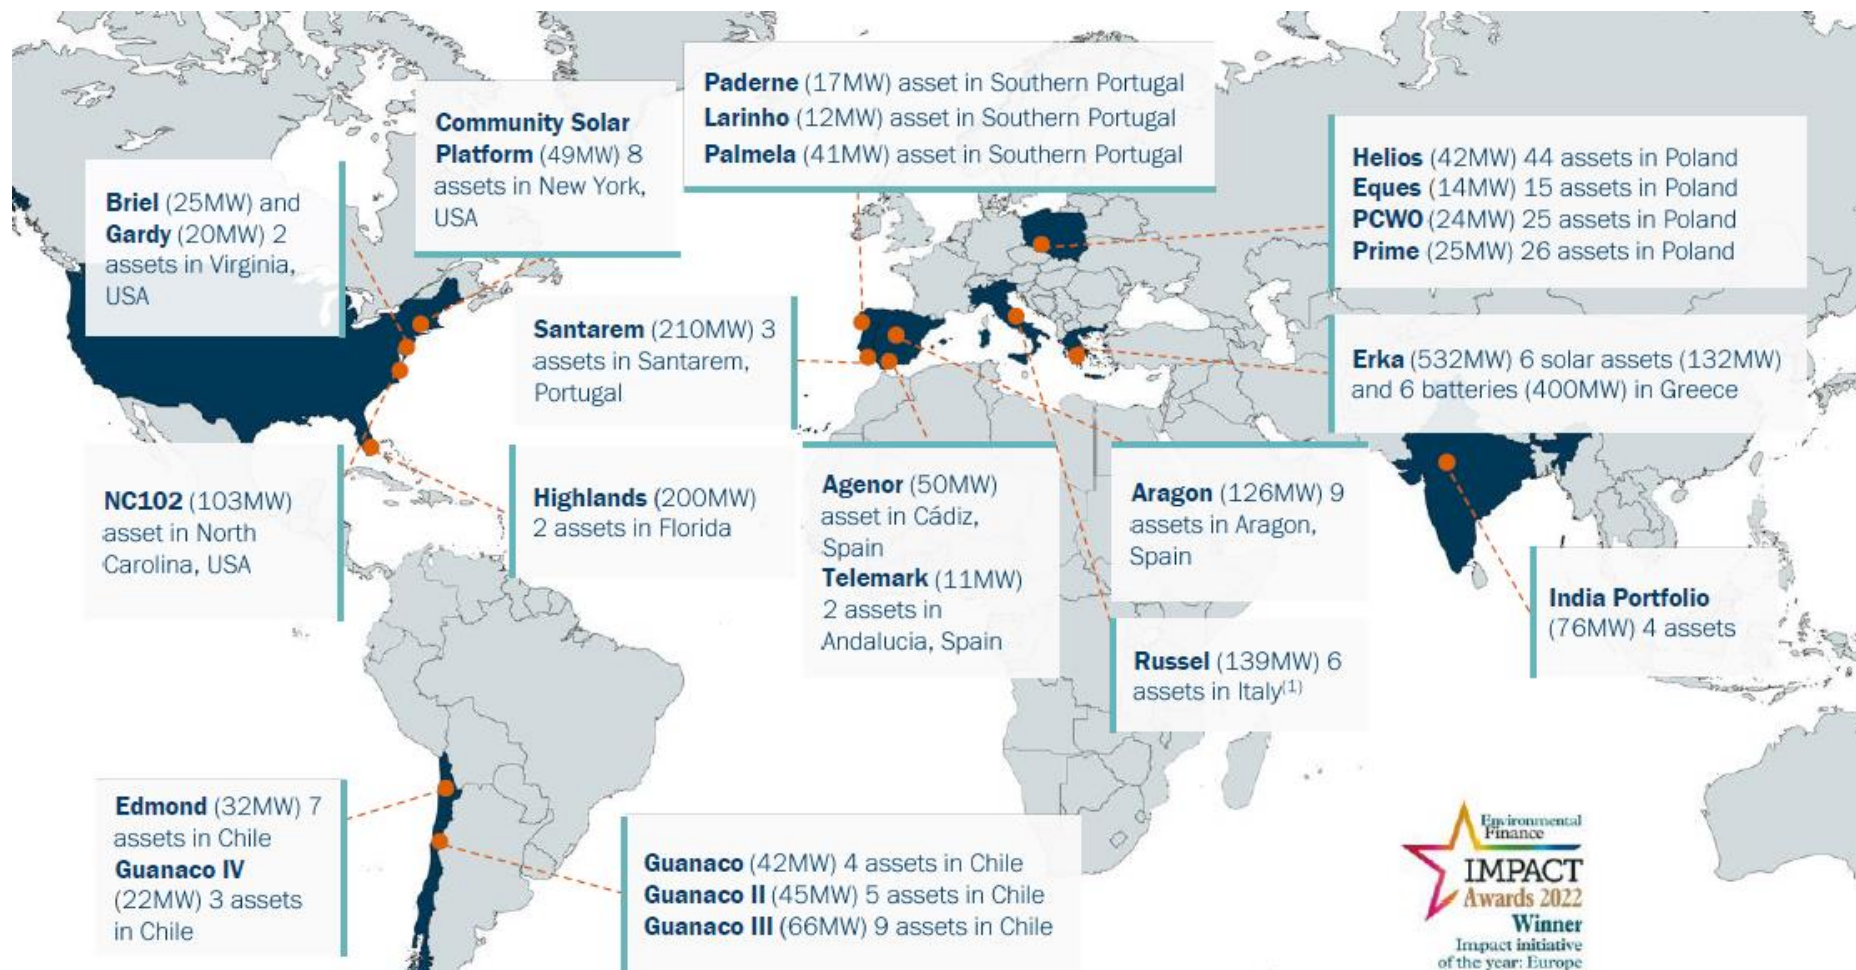 Paderne (17MW) asset in Southern Portugal
Larinho (12MW) asset in Southern Portugal
Palmela (41MW) asset in Southern Portugal
Community Solar
Platform (49MW) 8
assets in New York,
USA
Briel (25MW) and
Gardy (20MW) 2
assets in Virginia,
USA
Helios (42MW) 44 assets in Poland
Eques (14MW) 15 assets in Poland
PCWO (24MW) 25 assets in Poland
Prime (25MW) 26 assets in Poland
Santarem (210MW) 3
assets in Santarem,
Portugal
Erka (532MW) 6 solar assets (132MW)
and 6 batteries (400MW) in Greece
NC102 (103MW)
asset in North
Carolina, USA
Highlands (200MW)
2 assets in Florida
Agenor (50MW)
asset in Cádiz,
Spain
Telemark (11MW)
2 assets in
Andalucia, Spain
Aragon (126MW) 9
assets in Aragon,
Spain
India Portfolio
(76MW) 4 assets
Russel (139MW) 6
assets in Italy(1)
Edmond (32MW) 7
assets in Chile
Guanaco IV
(22MW) 3 assets
in Chile
Guanaco (42MW) 4 assets in Chile
Guanaco II (45MW) 5 assets in Chile
Guanaco III (66MW) 9 assets in Chile
Environmental
Finance
IMPACT
Awards 2022
Winner
Impact initiative
of the year: Europe